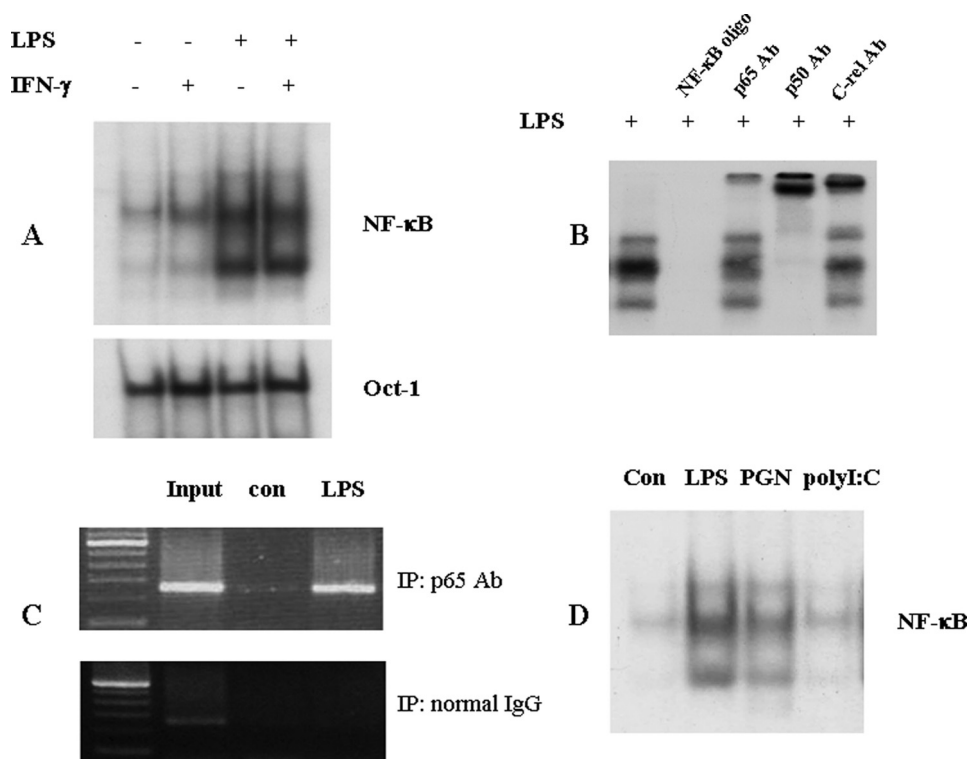 LPS - - + +
IFN-γ - + - +
A
NF-κB
Oct-1
NF-κB oligo
p65 Ab
p50 Ab
C-rel Ab
LPS + + + + +
B
Input con LPS
C
IP: p65 Ab
IP: normal IgG
Con LPS PGN polyI:C
D
NF-κB